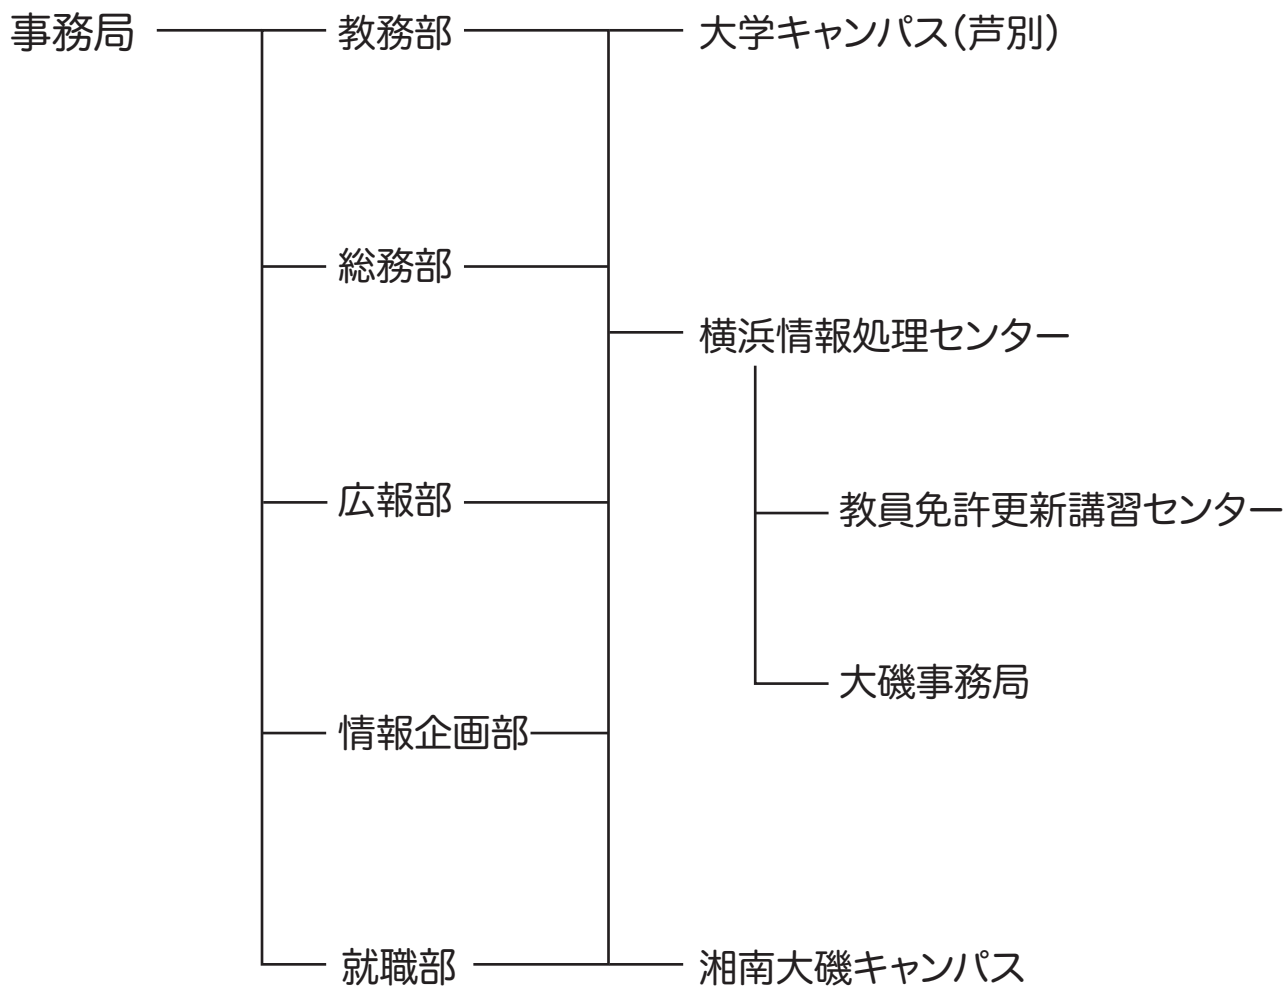 事務局
教務部
大学キャンパス(芦別)
総務部
横浜情報処理センター
広報部
教員免許更新講習センター
大磯事務局
情報企画部
就職部
湘南大磯キャンパス